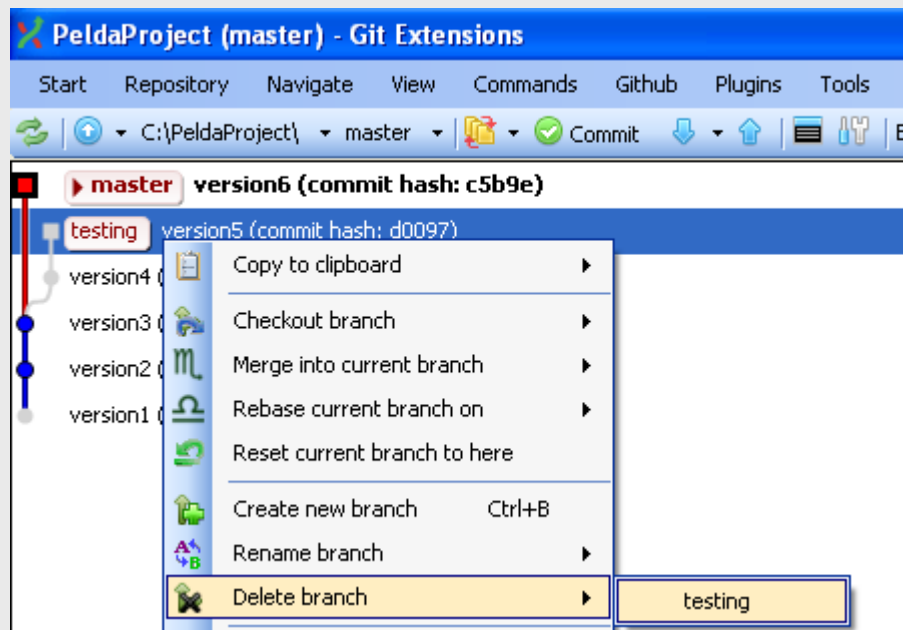 PeldaProject (master) - Git Extensions
Start Repository Navigate View Commands Github Plugins Tools
C:\PeldaProject\ master Commit
master version6 (commit hash: c5b9e)
testing version5 (commit hash: d0097)
version4 (
Copy to clipboard
version3 (
Checkout branch
version2 (
Merge into current branch
version1 (
Rebase current branch on
Reset current branch to here
Create new branch Ctrl+B
Rename branch
Delete branch testing